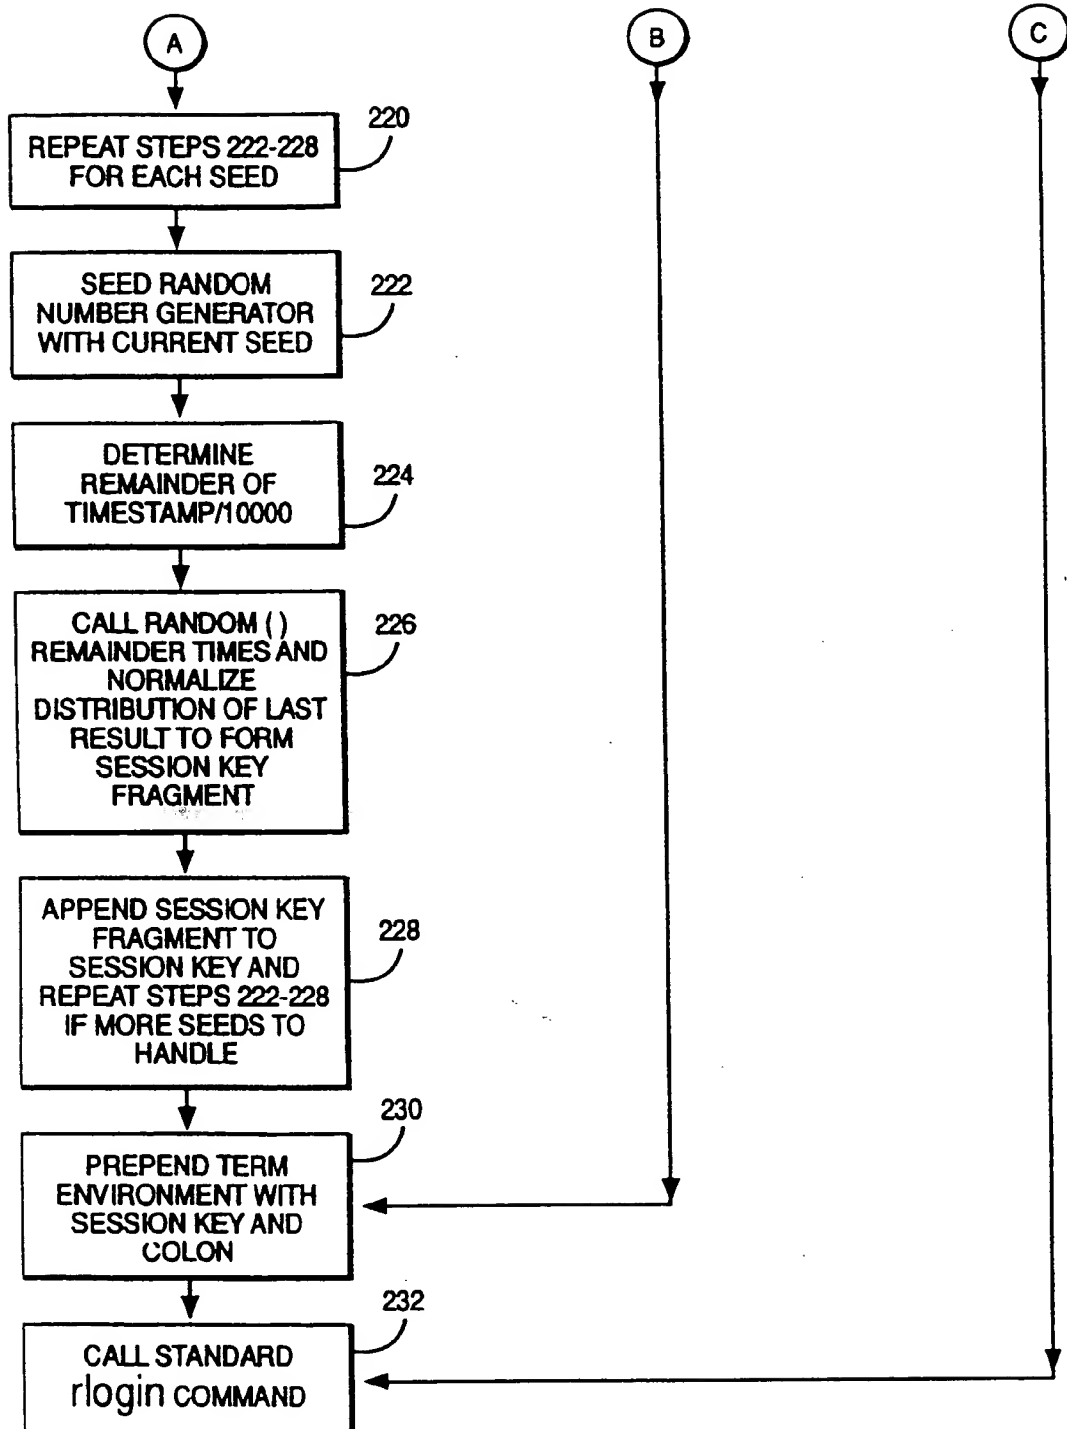 A
B
C
REPEAT STEPS 222-228
FOR EACH SEED
220
SEED RANDOM
NUMBER GENERATOR
WITH CURRENT SEED
222
DETERMINE
REMAINDER OF
TIMESTAMP/10000
224
CALL RANDOM ( )
REMAINDER TIMES AND
NORMALIZE
DISTRIBUTION OF LAST
RESULT TO FORM
SESSION KEY
FRAGMENT
226
APPEND SESSION KEY
FRAGMENT TO
SESSION KEY AND
REPEAT STEPS 222-228
IF MORE SEEDS TO
HANDLE
228
PREPEND TERM
ENVIRONMENT WITH
SESSION KEY AND
COLON
230
CALL STANDARD
rlogin COMMAND
232